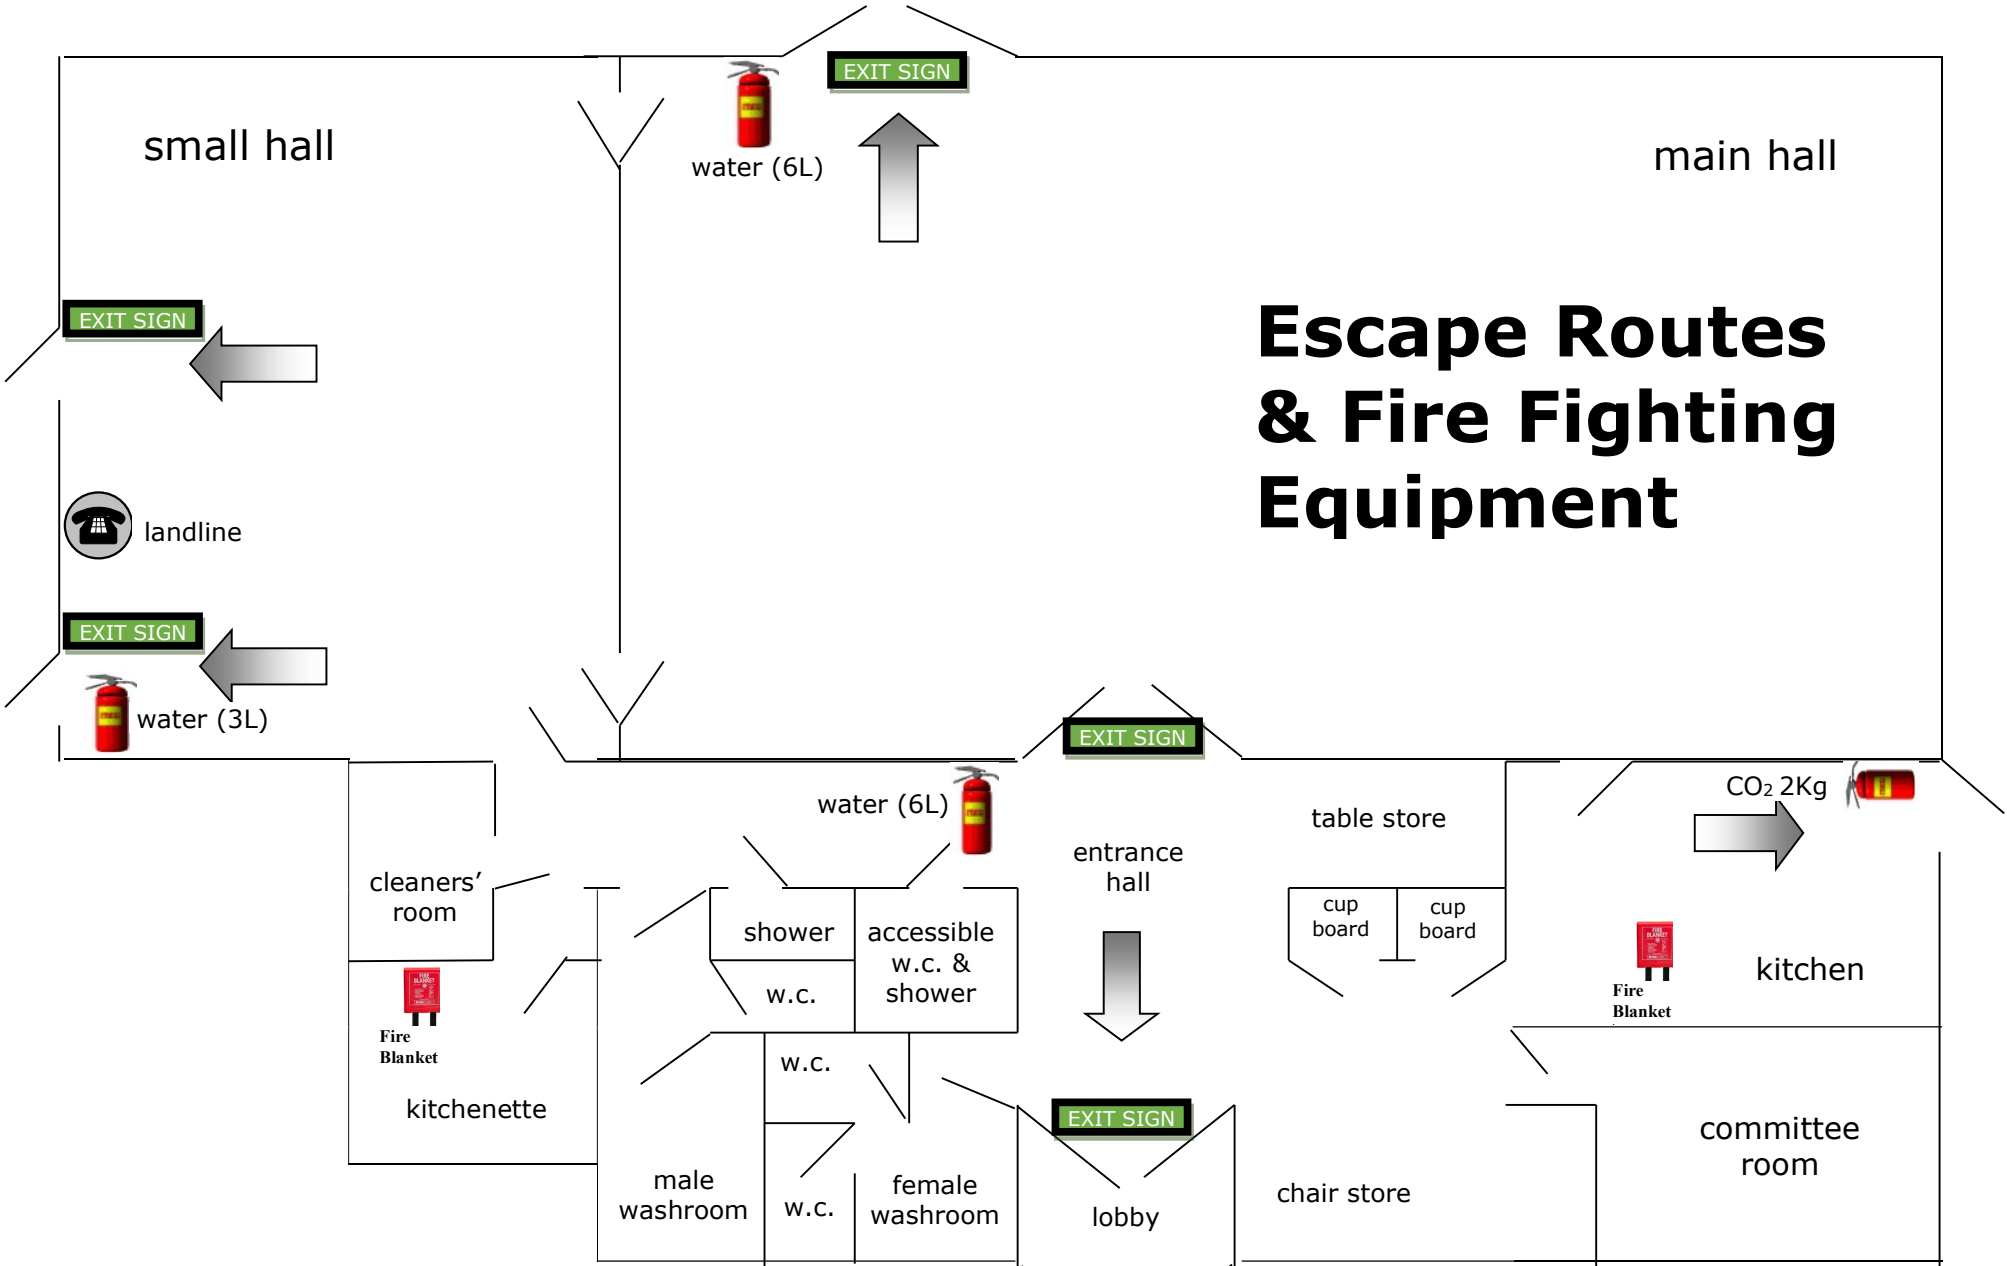 EXIT SIGN
small hall
water (6L)
main hall
Escape Routes
& Fire Fighting
Equipment
EXIT SIGN
landline
EXIT SIGN
water (3L)
EXIT SIGN
water (6L)
CO₂ 2Kg
table store
entrance
hall
cleaners’
room
cup
board
cup
board
shower
accessible
w.c. &
shower
w.c.
kitchen
Fire
Blanket
Fire
Blanket
w.c.
kitchenette
EXIT SIGN
committee
room
male
washroom
w.c.
female
washroom
lobby
chair store